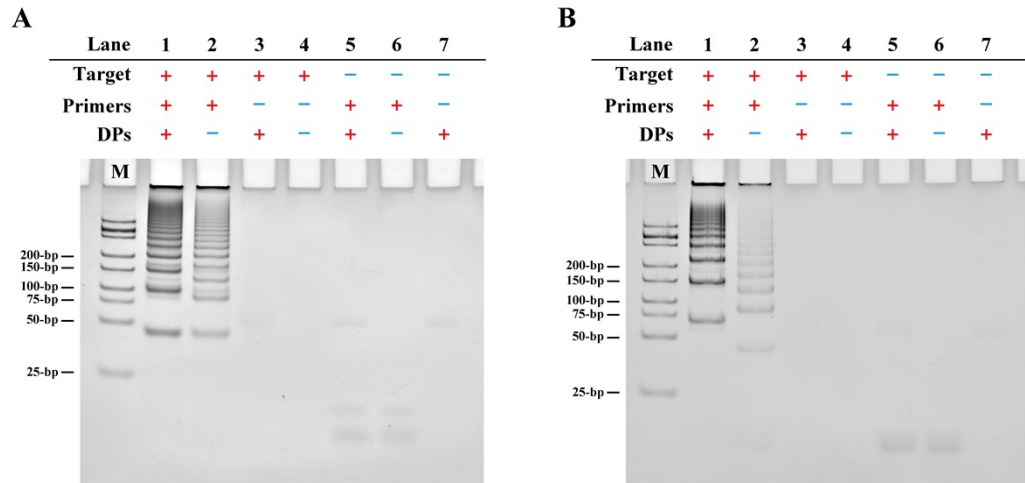 A
Lane 1 2 3 4 5 6 7
Target + + + + − − −
Primers + + − − + + −
DPs + − + − + − +
M
200-bp
150-bp
100-bp
75-bp
50-bp
25-bp
B
Lane 1 2 3 4 5 6 7
Target + + + + − − −
Primers + + − − + + −
DPs + − + − + − +
M
200-bp
150-bp
100-bp
75-bp
50-bp
25-bp